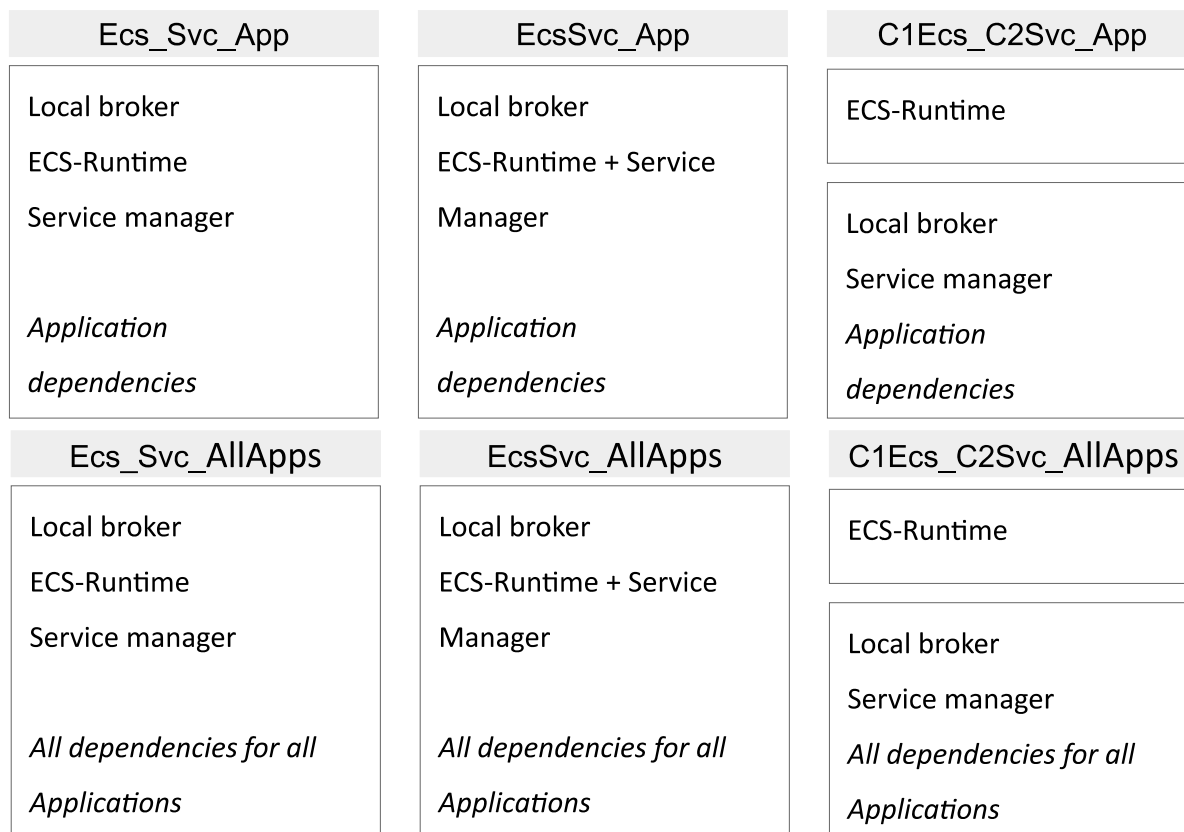 Ecs_Svc_App
Local broker
ECS-Runtime
Service manager
Application
dependencies
EcsSvc_App
Local broker
ECS-Runtime + Service
Manager
Application
dependencies
C1Ecs_C2Svc_App
ECS-Runtime
Local broker
Service manager
Application
dependencies
Ecs_Svc_AllApps
Local broker
ECS-Runtime
Service manager
All dependencies for all
Applications
EcsSvc_AllApps
Local broker
ECS-Runtime + Service
Manager
All dependencies for all
Applications
C1Ecs_C2Svc_AllApps
ECS-Runtime
Local broker
Service manager
All dependencies for all
Applications